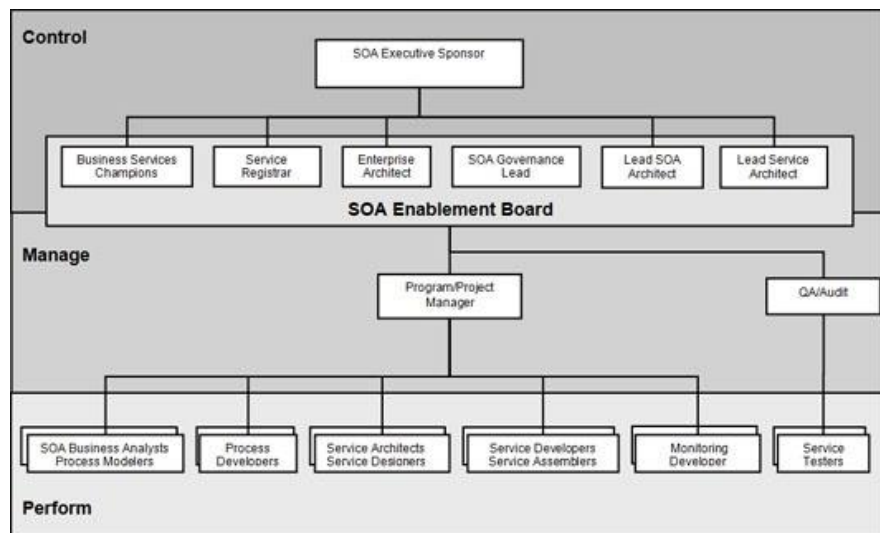 Control
SOA Executive Sponsor
Business Services
Champions
Service
Registrar
Enterprise
Architect
SOA Governance
Lead
Lead SOA
Architect
Lead Service
Architect
SOA Enablement Board
Manage
Program/Project
Manager
QA/Audit
SOA Business Analysts
Process Modelers
Process
Developers
Service Architects
Service Designers
Service Developers
Service Assemblers
Monitoring
Developer
Service
Testers
Perform